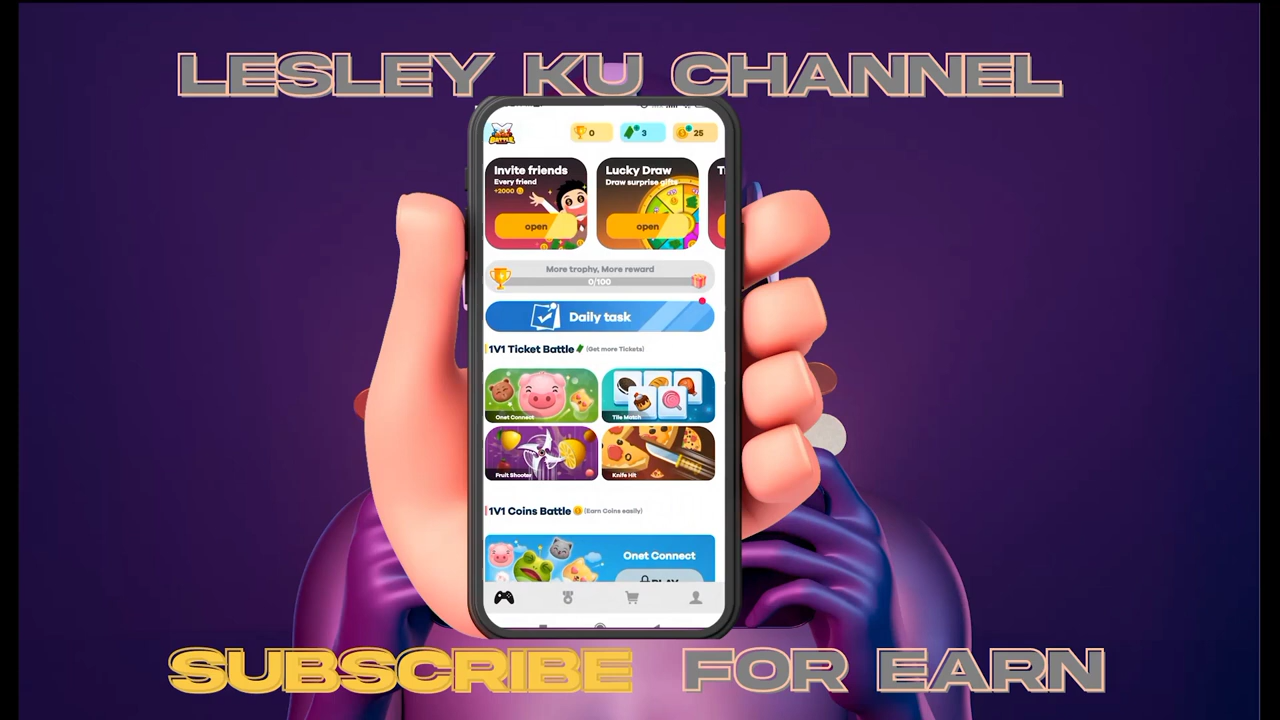 LESLEY KU CHANNEL
BATTLE
0
3
25
Invite friends
Every friend
+2000
open
Lucky Draw
Draw surprise gifts
open
More trophy, More reward
0/100
Daily task
1V1 Ticket Battle (Get more Tickets)
Onet Connect
Tile Match
Fruit Shooter
Knife Hit
1V1 Coins Battle (Earn Coins easily)
Onet Connect
PLAY
SUBSCRIBE FOR EARN